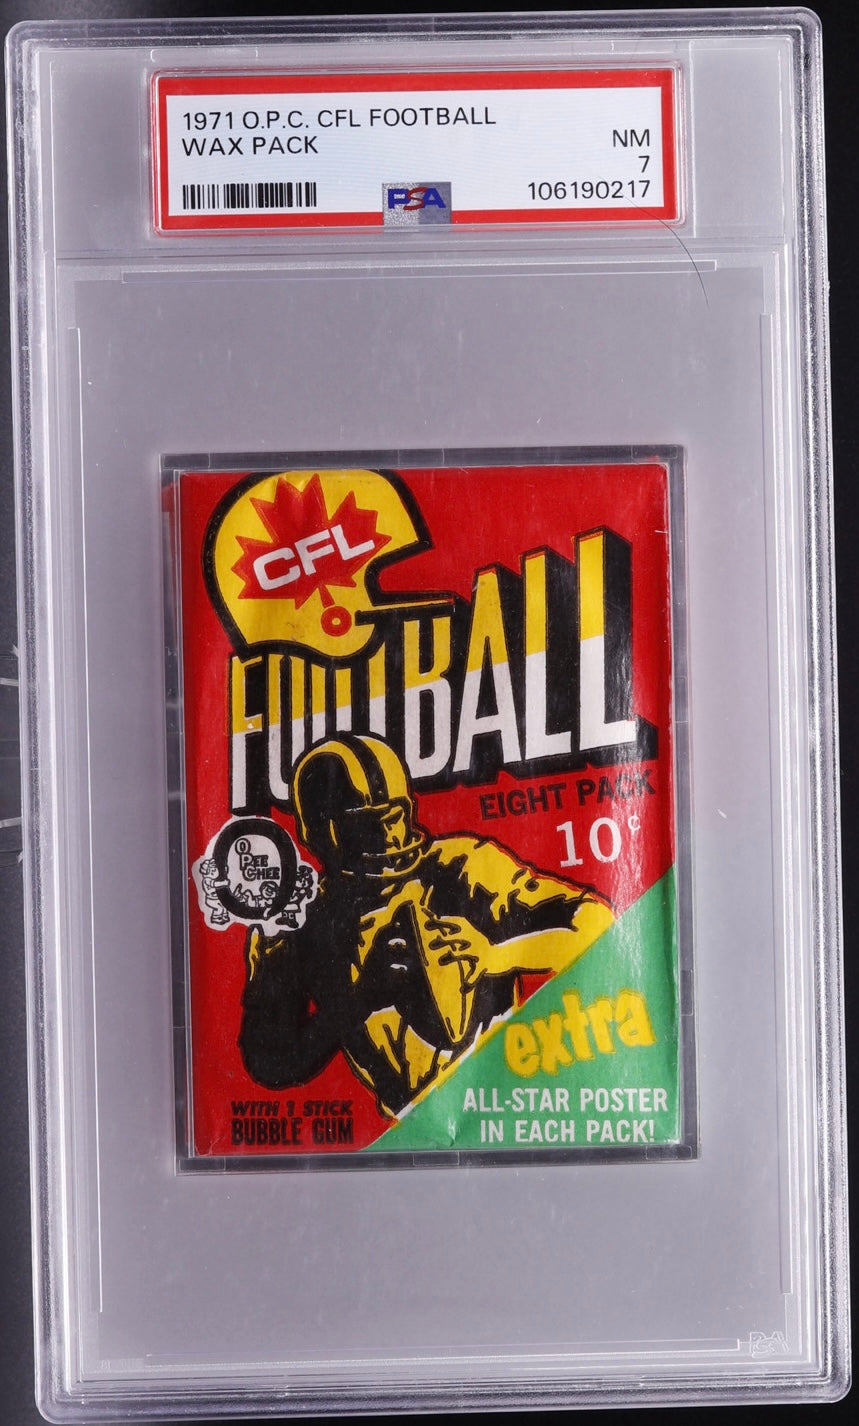 1971 O.P.C. CFL FOOTBALL
WAX PACK
NM
7
PSA
106190217
CFL
FOOTBALL
EIGHT PACK
10¢
O
PEE
CHEE
extra
ALL-STAR POSTER
IN EACH PACK!
WITH 1 STICK
BUBBLE GUM
PSA